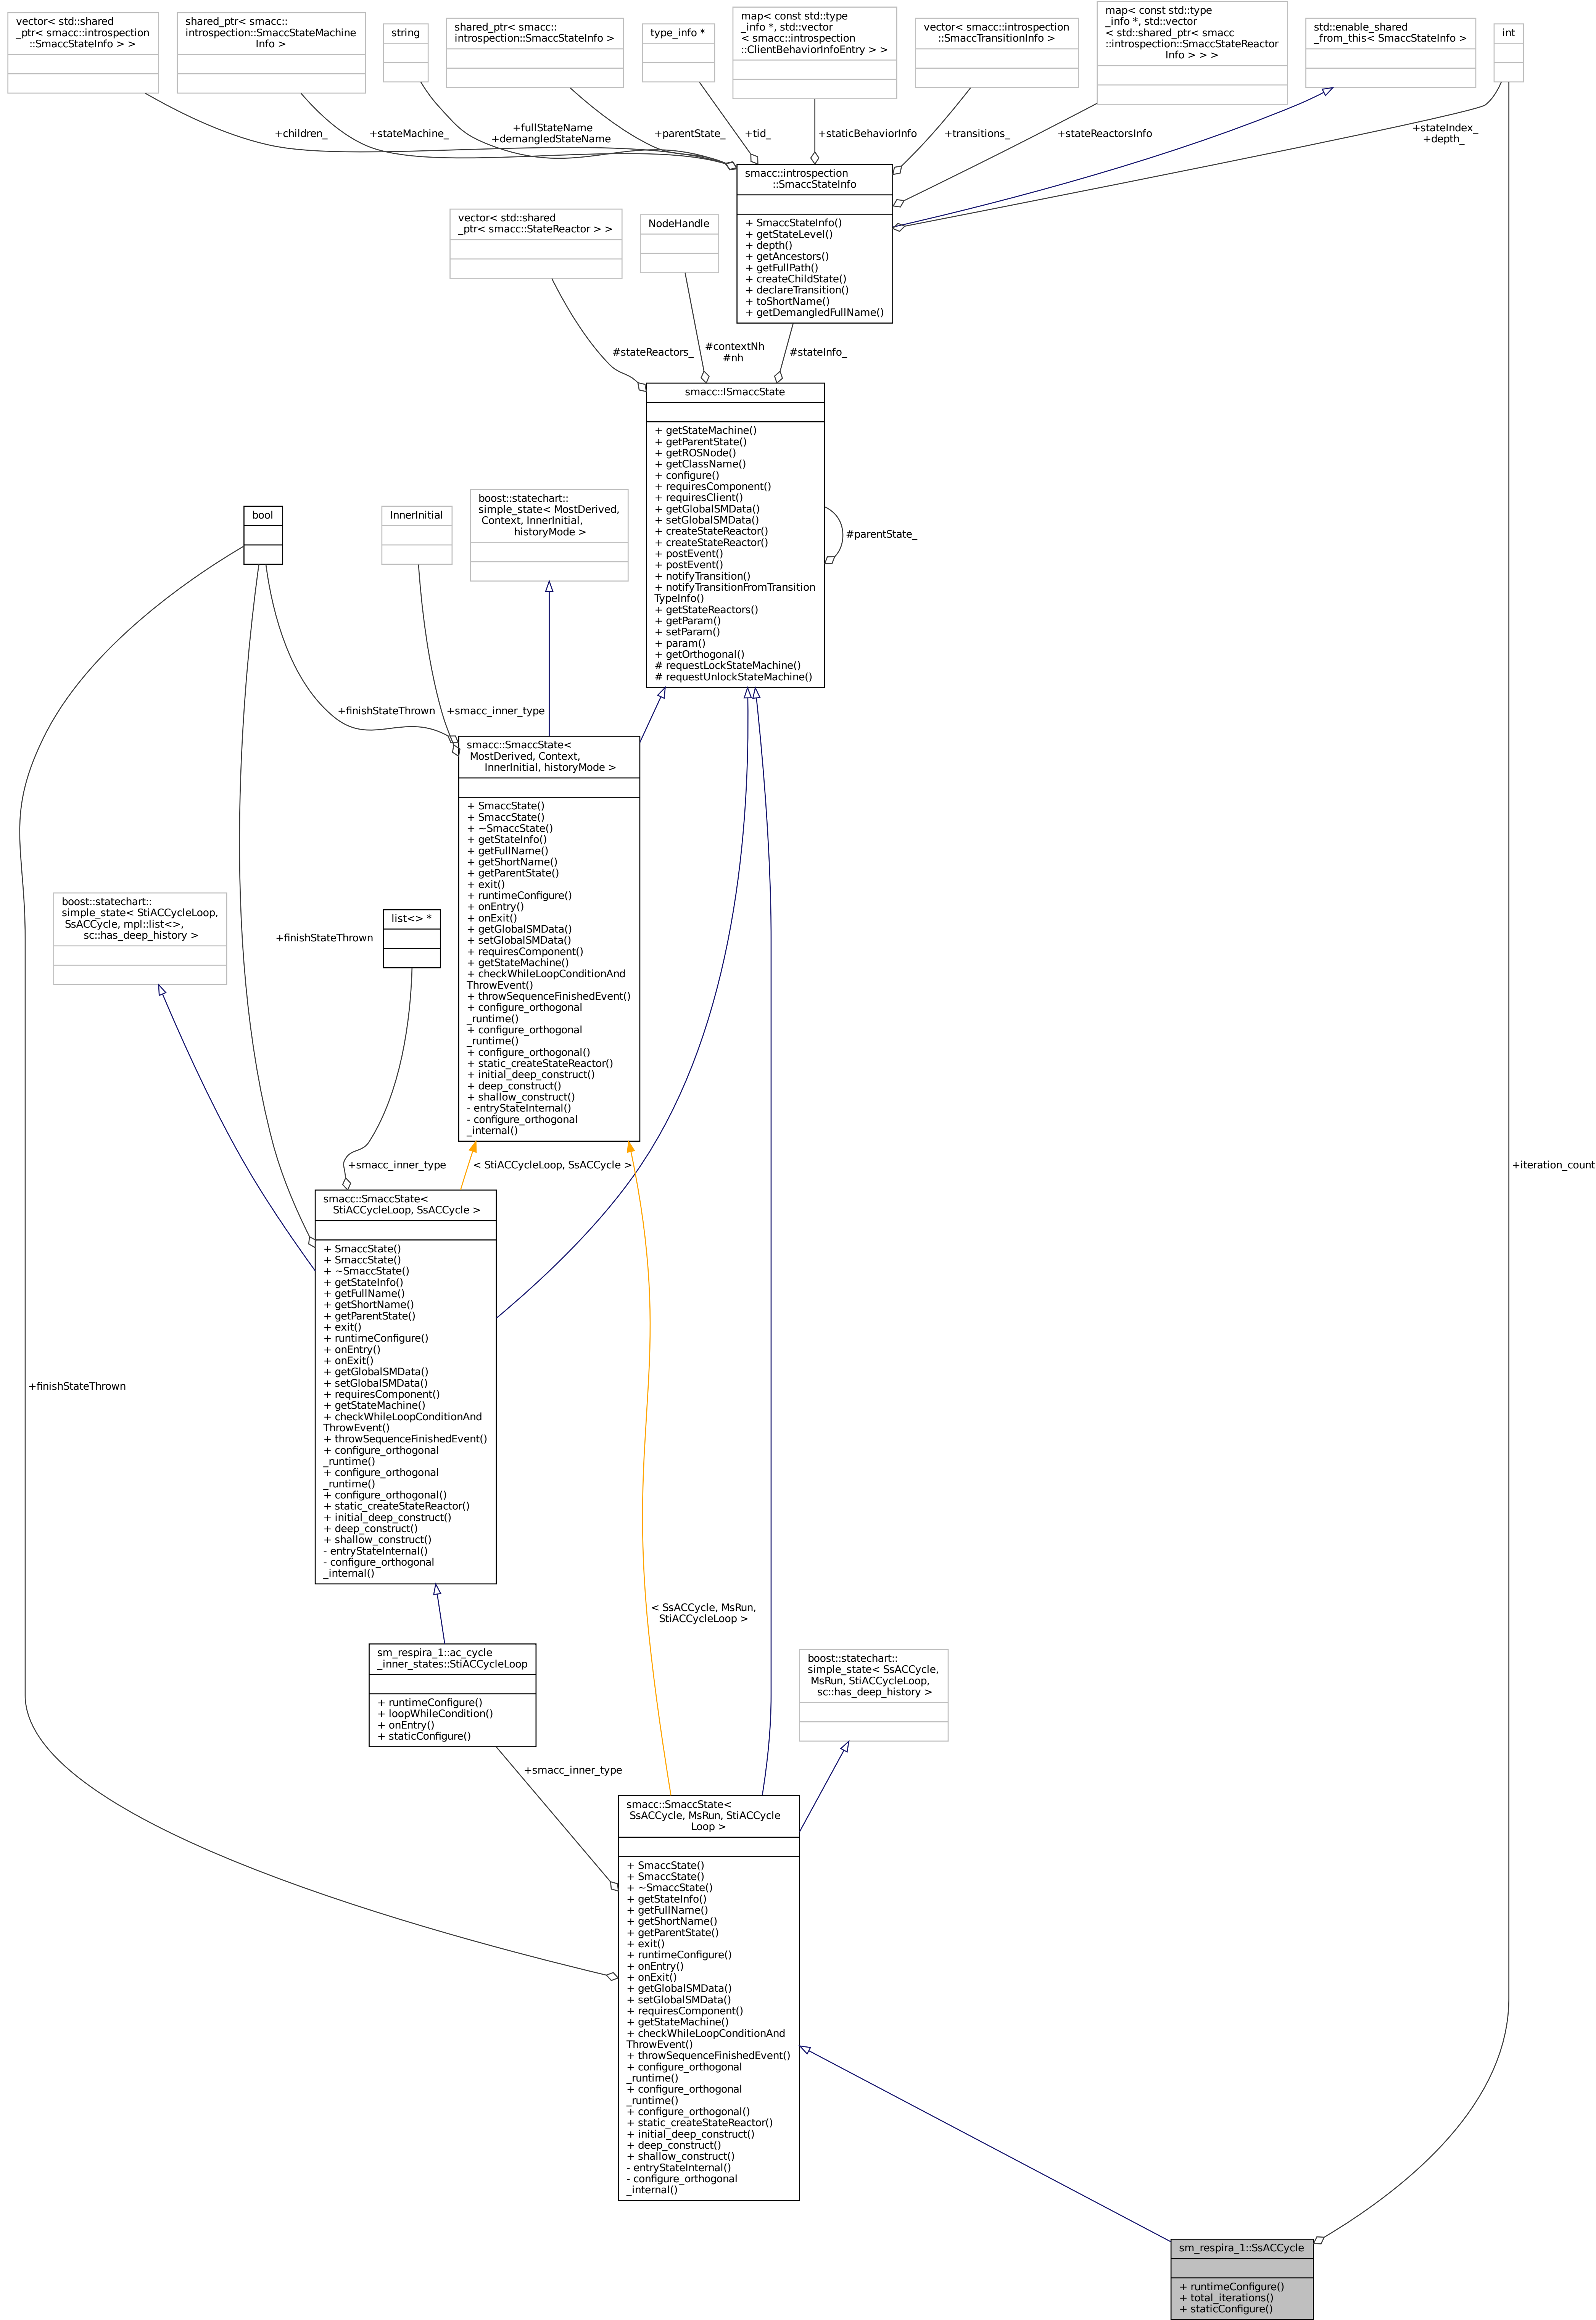 vector< std::shared
_ptr< smacc::introspection
::SmaccStateInfo > >
shared_ptr< smacc::
introspection::SmaccStateMachine
Info >
string
shared_ptr< smacc::
introspection::SmaccStateInfo >
type_info *
map< const std::type
_info *, std::vector
< smacc::introspection
::ClientBehaviorInfoEntry > >
vector< smacc::introspection
::SmaccTransitionInfo >
map< const std::type
_info *, std::vector
< std::shared_ptr< smacc
::introspection::SmaccStateReactor
Info > > >
std::enable_shared
_from_this< SmaccStateInfo >
int
+children_
+stateMachine_
+fullStateName
+demangledStateName
+parentState_
+tid_
+staticBehaviorInfo
+transitions_
+stateReactorsInfo
+stateIndex_
+depth_
smacc::introspection
::SmaccStateInfo
+ SmaccStateInfo()
+ getStateLevel()
+ depth()
+ getAncestors()
+ getFullPath()
+ createChildState()
+ declareTransition()
+ toShortName()
+ getDemangledFullName()
vector< std::shared
_ptr< smacc::StateReactor > >
NodeHandle
#stateReactors_
#contextNh
#nh
#stateInfo_
smacc::ISmaccState
+ getStateMachine()
+ getParentState()
+ getROSNode()
+ getClassName()
+ configure()
+ requiresComponent()
+ requiresClient()
+ getGlobalSMData()
+ setGlobalSMData()
+ createStateReactor()
+ createStateReactor()
+ postEvent()
+ postEvent()
+ notifyTransition()
+ notifyTransitionFromTransition
TypeInfo()
+ getStateReactors()
+ getParam()
+ setParam()
+ param()
+ getOrthogonal()
# requestLockStateMachine()
# requestUnlockStateMachine()
#parentState_
bool
InnerInitial
boost::statechart::
simple_state< MostDerived,
Context, InnerInitial,
historyMode >
+finishStateThrown
+smacc_inner_type
smacc::SmaccState<
MostDerived, Context,
InnerInitial, historyMode >
+ SmaccState()
+ SmaccState()
+ ~SmaccState()
+ getStateInfo()
+ getFullName()
+ getShortName()
+ getParentState()
+ exit()
+ runtimeConfigure()
+ onEntry()
+ onExit()
+ getGlobalSMData()
+ setGlobalSMData()
+ requiresComponent()
+ getStateMachine()
+ checkWhileLoopConditionAnd
ThrowEvent()
+ throwSequenceFinishedEvent()
+ configure_orthogonal
_runtime()
+ configure_orthogonal
_runtime()
+ configure_orthogonal()
+ static_createStateReactor()
+ initial_deep_construct()
+ deep_construct()
+ shallow_construct()
- entryStateInternal()
- configure_orthogonal
_internal()
boost::statechart::
simple_state< StiACCycleLoop,
SsACCycle, mpl::list<>,
sc::has_deep_history >
+finishStateThrown
list<> *
+smacc_inner_type
< StiACCycleLoop, SsACCycle >
+iteration_count
smacc::SmaccState<
StiACCycleLoop, SsACCycle >
+ SmaccState()
+ SmaccState()
+ ~SmaccState()
+ getStateInfo()
+ getFullName()
+ getShortName()
+ getParentState()
+ exit()
+ runtimeConfigure()
+ onEntry()
+ onExit()
+ getGlobalSMData()
+ setGlobalSMData()
+ requiresComponent()
+ getStateMachine()
+ checkWhileLoopConditionAnd
ThrowEvent()
+ throwSequenceFinishedEvent()
+ configure_orthogonal
_runtime()
+ configure_orthogonal
_runtime()
+ configure_orthogonal()
+ static_createStateReactor()
+ initial_deep_construct()
+ deep_construct()
+ shallow_construct()
- entryStateInternal()
- configure_orthogonal
_internal()
+finishStateThrown
< SsACCycle, MsRun,
StiACCycleLoop >
sm_respira_1::ac_cycle
_inner_states::StiACCycleLoop
+ runtimeConfigure()
+ loopWhileCondition()
+ onEntry()
+ staticConfigure()
boost::statechart::
simple_state< SsACCycle,
MsRun, StiACCycleLoop,
sc::has_deep_history >
+smacc_inner_type
smacc::SmaccState<
SsACCycle, MsRun, StiACCycle
Loop >
+ SmaccState()
+ SmaccState()
+ ~SmaccState()
+ getStateInfo()
+ getFullName()
+ getShortName()
+ getParentState()
+ exit()
+ runtimeConfigure()
+ onEntry()
+ onExit()
+ getGlobalSMData()
+ setGlobalSMData()
+ requiresComponent()
+ getStateMachine()
+ checkWhileLoopConditionAnd
ThrowEvent()
+ throwSequenceFinishedEvent()
+ configure_orthogonal
_runtime()
+ configure_orthogonal
_runtime()
+ configure_orthogonal()
+ static_createStateReactor()
+ initial_deep_construct()
+ deep_construct()
+ shallow_construct()
- entryStateInternal()
- configure_orthogonal
_internal()
sm_respira_1::SsACCycle
+ runtimeConfigure()
+ total_iterations()
+ staticConfigure()